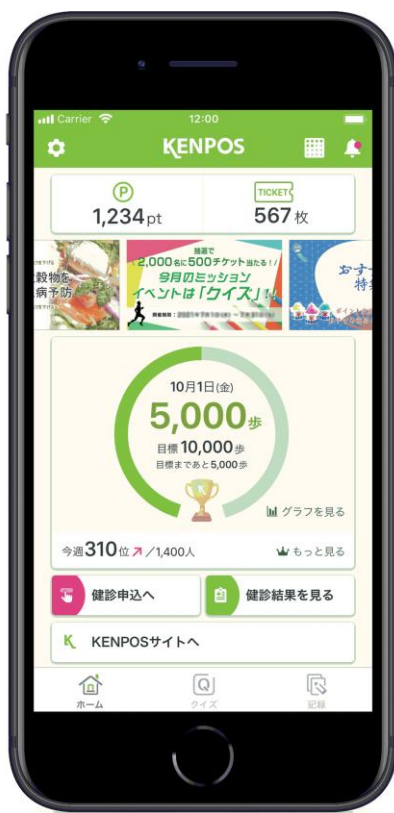 Carrier
12:00
KENPOS
P
TICKET
1,234pt
567枚
穀物を
病予防
抽選で
2,000名に500チケット当たる!
今月のミッション
イベントは「クイズ」!
おす
特
10月1日(金)
5,000歩
目標 10,000歩
目標まであと5,000歩
K
グラフを見る
今週310位 /1,400人
もっと見る
健診申込へ
健診結果を見る
K KENPOSサイトへ
Q
ホーム
クイズ
記録